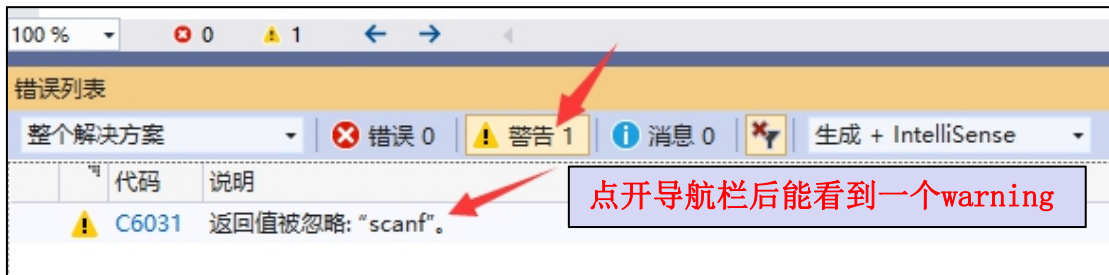 100 % 0 1
错误列表
整个解决方案 错误 0 警告 1 消息 0 生成 + IntelliSense
代码 说明
点开导航栏后能看到一个warning
C6031 返回值被忽略: “scanf”。